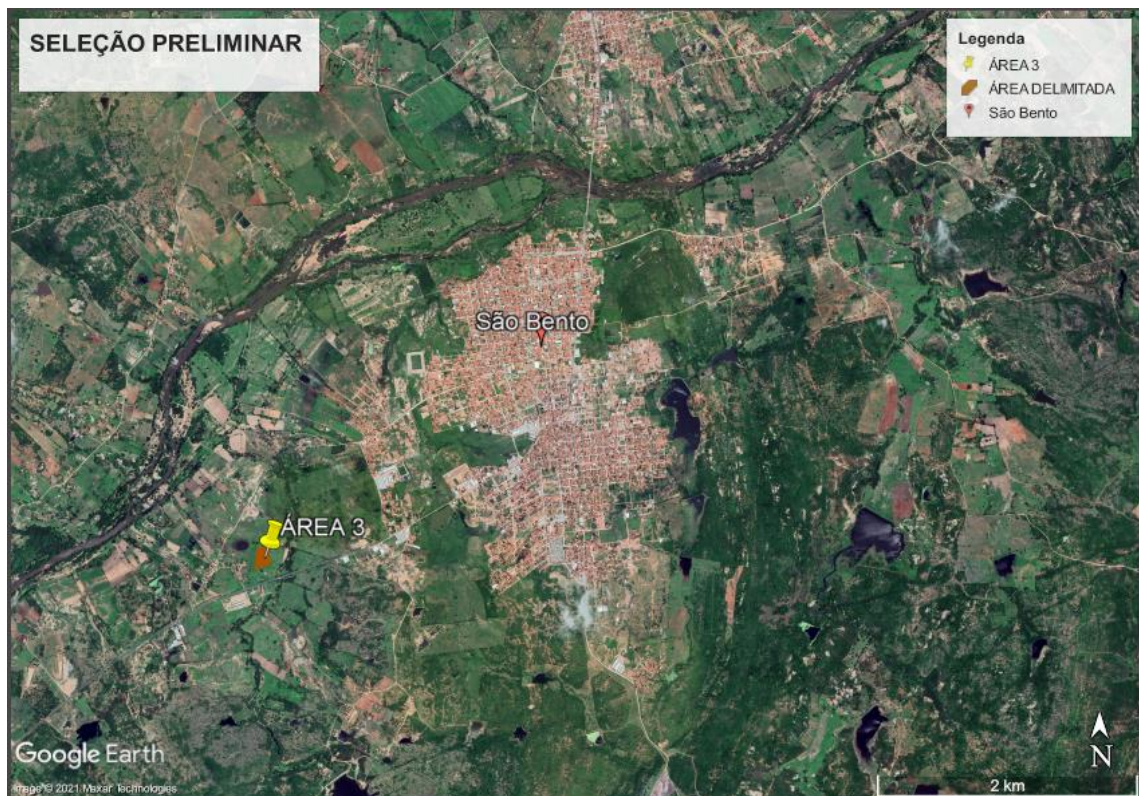 SELEÇÃO PRELIMINAR
Legenda
ÁREA 3
ÁREA DELIMITADA
São Bento
São Bento
ÁREA 3
Google Earth
Image © 2021 Maxar Technologies
N
2 km